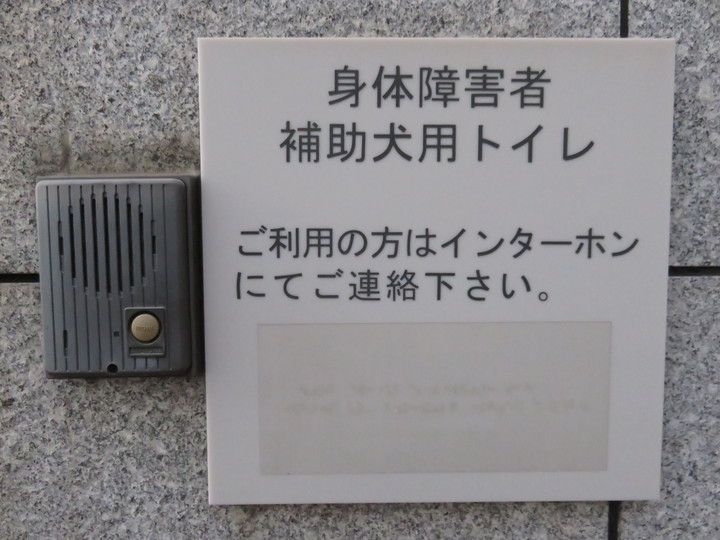 身体障害者
補助犬用トイレ
ご利用の方はインターホン
にてご連絡下さい。